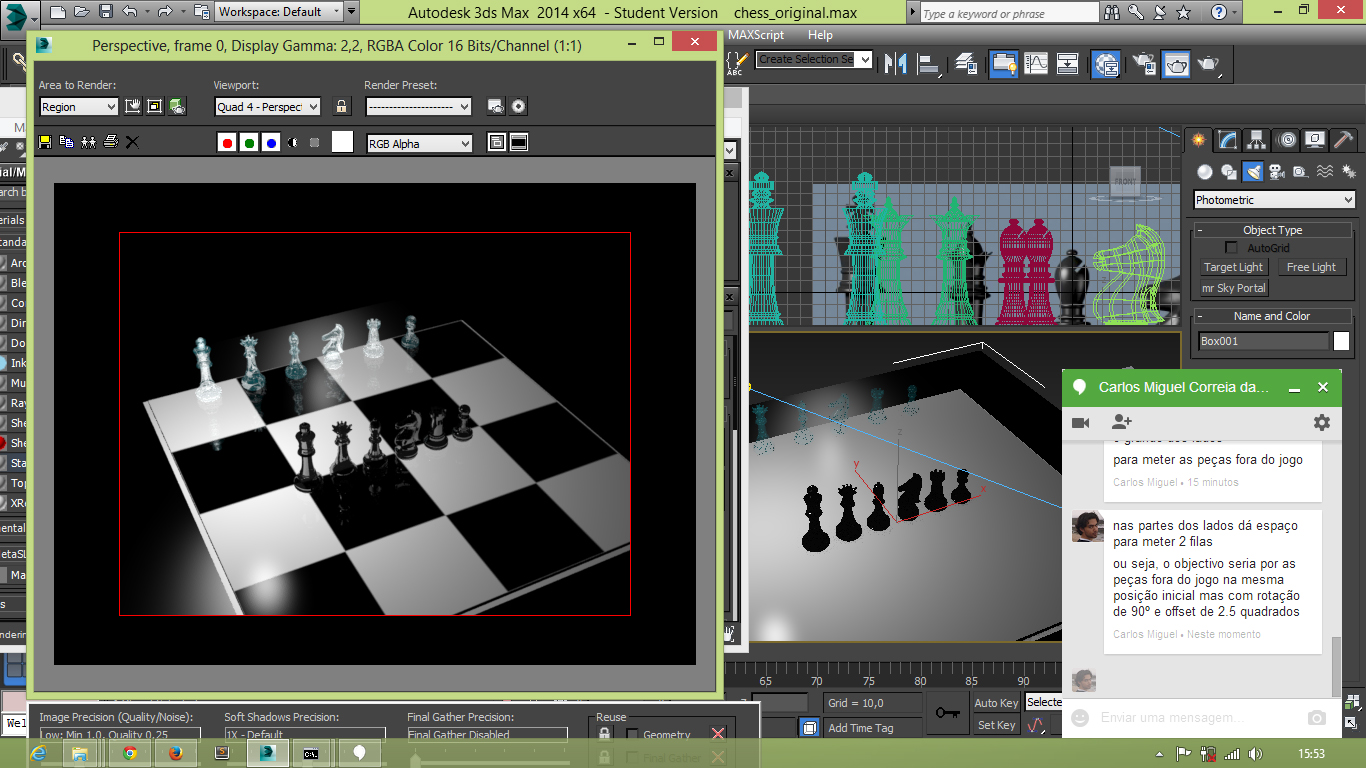 Workspace: Default
Autodesk 3ds Max 2014 x64 - Student Version chess_original.max
Type a keyword or phrase
Perspective, frame 0, Display Gamma: 2,2, RGBA Color 16 Bits/Channel (1:1)
MAXScript Help
Area to Render:
Viewport:
Render Preset:
Region
Quad 4 - Perspect
Create Selection Se
ABC
RGB Alpha
FRONT
Photometric
Object Type
AutoGrid
Target Light
Free Light
mr Sky Portal
Name and Color
Box001
z
y
x
Carlos Miguel Correia da...
para meter as peças fora do jogo
Carlos Miguel • 15 minutos
nas partes dos lados dá espaço
para meter 2 filas
ou seja, o objectivo seria por as
peças fora do jogo na mesma
posição inicial mas com rotação
de 90º e offset de 2.5 quadrados
Carlos Miguel • Neste momento
Enviar uma mensagem...
65 70 75 80 85 90
Grid = 10,0
Add Time Tag
Auto Key
Set Key
Selecte
Wel
Image Precision (Quality/Noise):
Soft Shadows Precision:
Final Gather Precision:
Reuse
Low: Min 1.0, Quality 0.25
1X - Default
Final Gather Disabled
Geometry
Final Gather
15:53